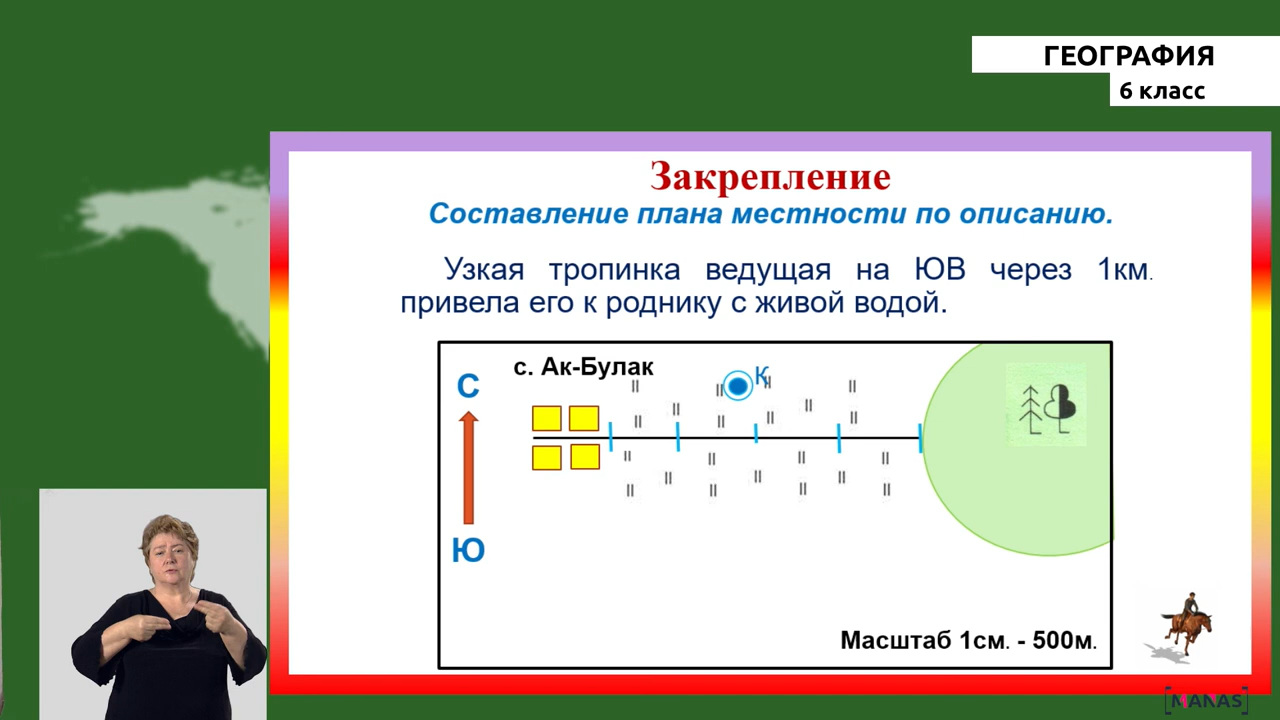 ГЕОГРАФИЯ
6 класс
Закрепление
Составление плана местности по описанию.
Узкая тропинка ведущая на ЮВ через 1км.
привела его к роднику с живой водой.
с. Ак-Булак
С
К
Ю
Масштаб 1см. - 500м.
[MANAS]